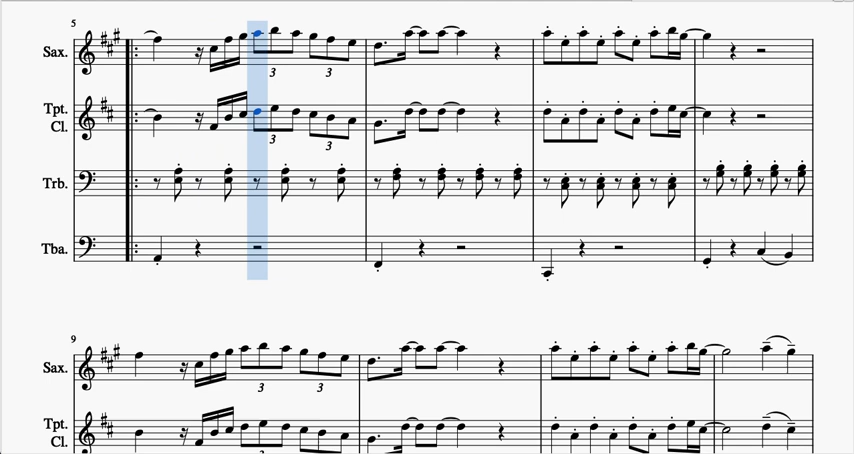 5
Sax.
3 3
Tpt.
Cl.
3 3
Trb.
Tba.
9
Sax.
3 3
Tpt.
Cl.